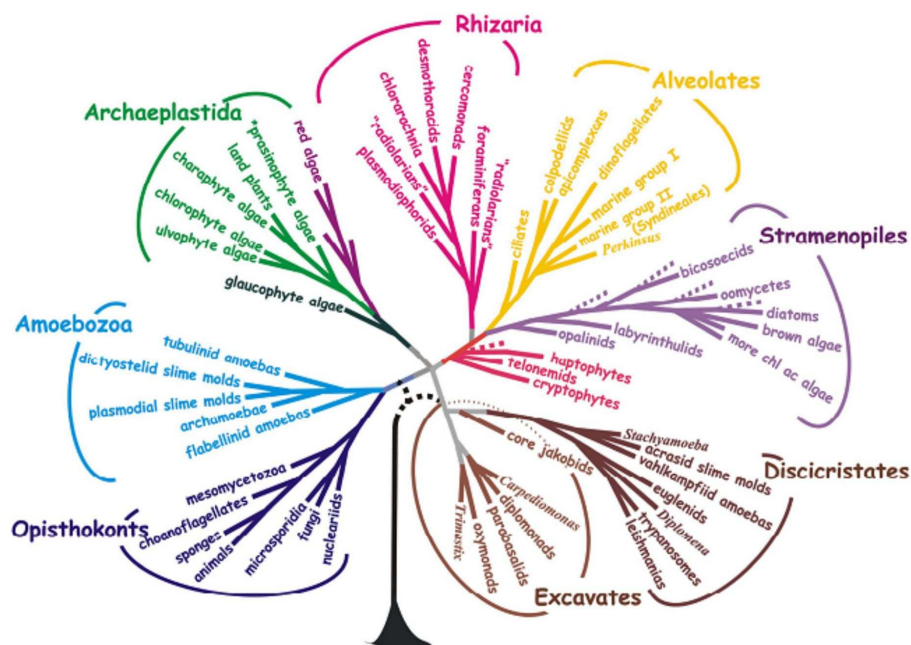 Rhizaria
desmothoracids
cercomonads
chlorarachnia
"radiolarians"
plasmodiophorids
foraminiferans
"radiolarians"
Alveolates
ciliates
colpodellids
apicomplexans
dinoflagellates
marine group I
marine group II
(Syndineales)
Perkinsus
Archaeplastida
red algae
*prasinophyte algae
land plants
charaphyte algae
chlorophyte algae
ulvophyte algae
glaucophyte algae
Stramenopiles
bicosoecids
oomycetes
diatoms
brown algae
more chl ac algae
labyrinthulids
opalinids
haptophytes
telonemids
cryptophytes
Amoebozoa
tubulinid amoebas
dictyostelid slime molds
plasmodial slime molds
archamoebae
flabellinid amoebas
Opisthokonts
mesomycetozoa
choanoflagellates
sponges
animals
microsporidia
fungi
nucleariids
Discicristates
Stachyamoeba
acrasid slime molds
vahlkampfiid amoebas
euglenids
Diplonema
trypanosomes
leishmanias
core jakobids
Excavates
Carpediomonas
diplomonads
parabasalids
oxymonads
Trimastix